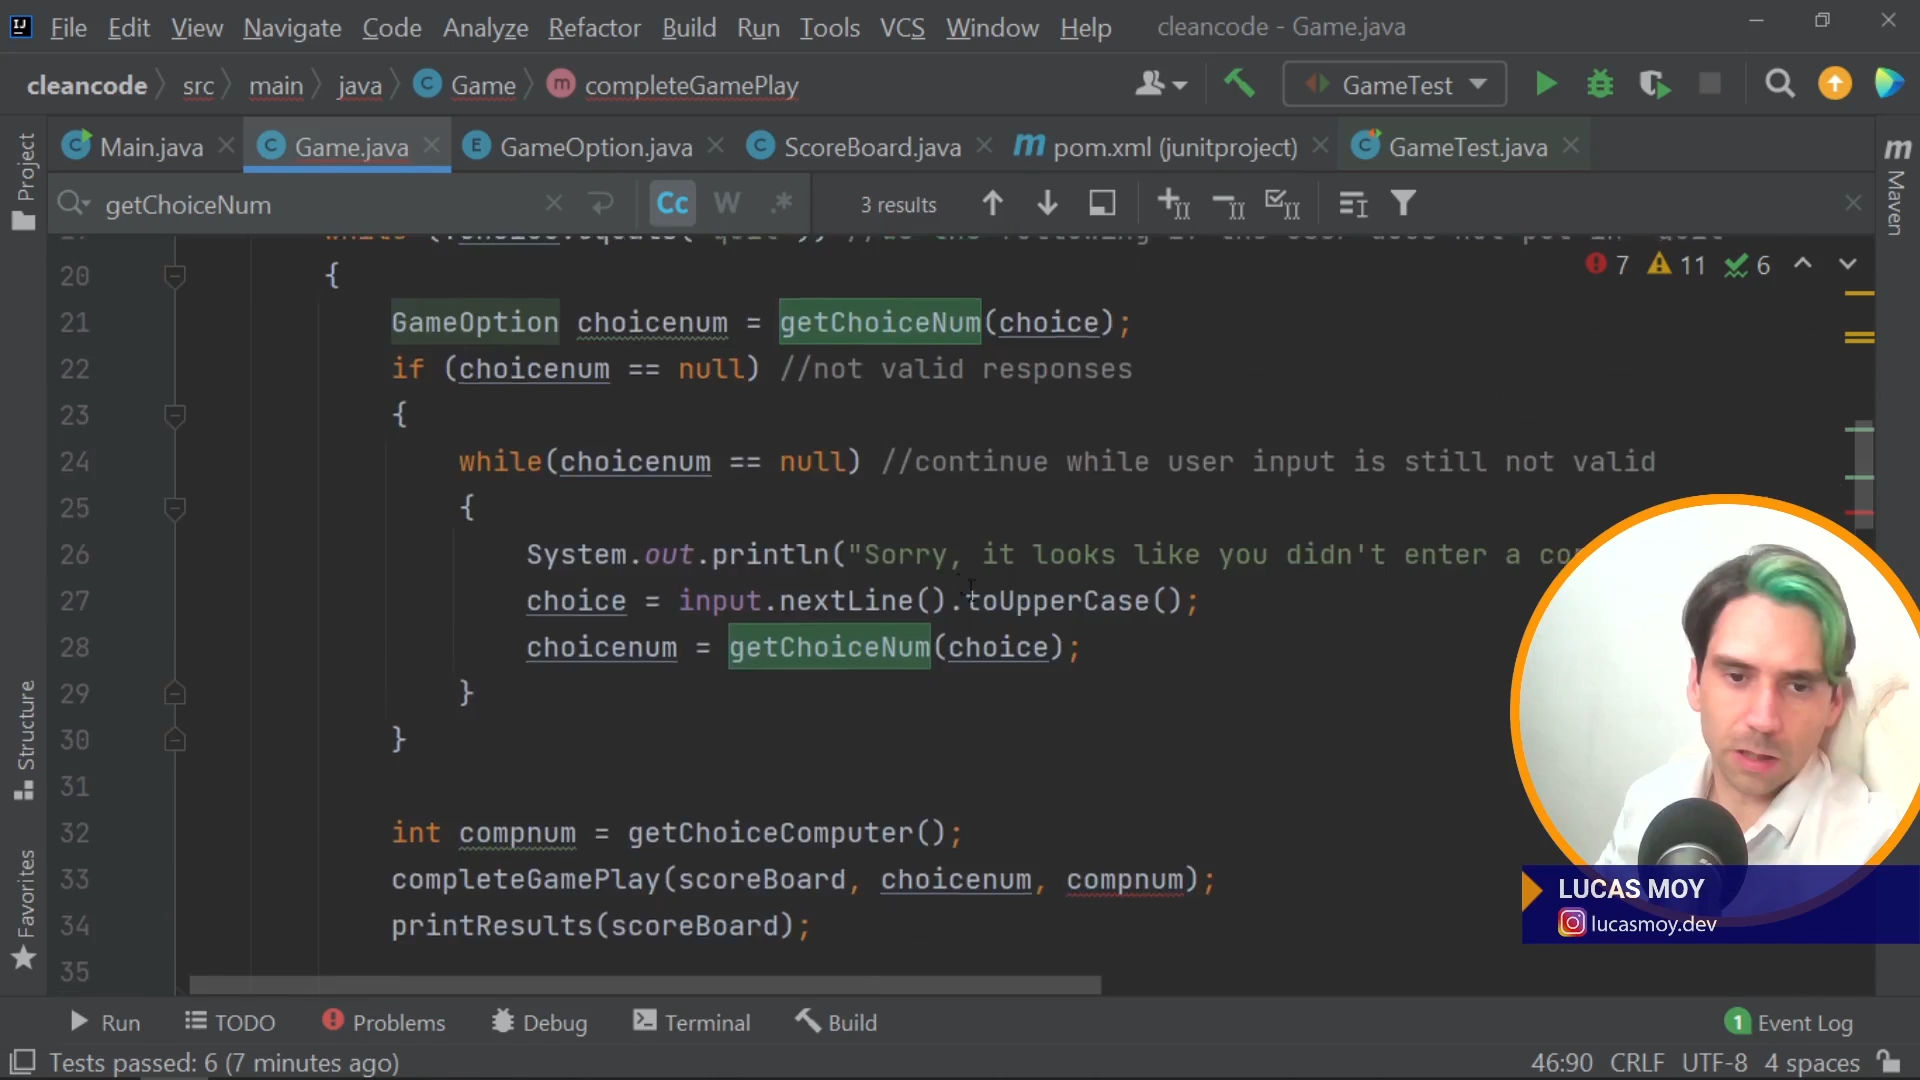 File Edit View Navigate Code Analyze Refactor Build Run Tools VCS Window Help cleancode - Game.java
cleancode src main java Game completeGamePlay GameTest
Main.java Game.java GameOption.java ScoreBoard.java pom.xml (junitproject) GameTest.java
getChoiceNum Cc W .* 3 results
7 11 6
20 {
21 GameOption choicenum = getChoiceNum(choice);
22 if (choicenum == null) //not valid responses
23 {
24 while(choicenum == null) //continue while user input is still not valid
25 {
26 System.out.println("Sorry, it looks like you didn't enter a co
27 choice = input.nextLine().toUpperCase();
28 choicenum = getChoiceNum(choice);
29 }
30 }
31
32 int compnum = getChoiceComputer();
33 completeGamePlay(scoreBoard, choicenum, compnum);
34 printResults(scoreBoard);
35
Project
Structure
Favorites
Maven
LUCAS MOY
lucasmoy.dev
Run TODO Problems Debug Terminal Build 1 Event Log
Tests passed: 6 (7 minutes ago) 46:90 CRLF UTF-8 4 spaces